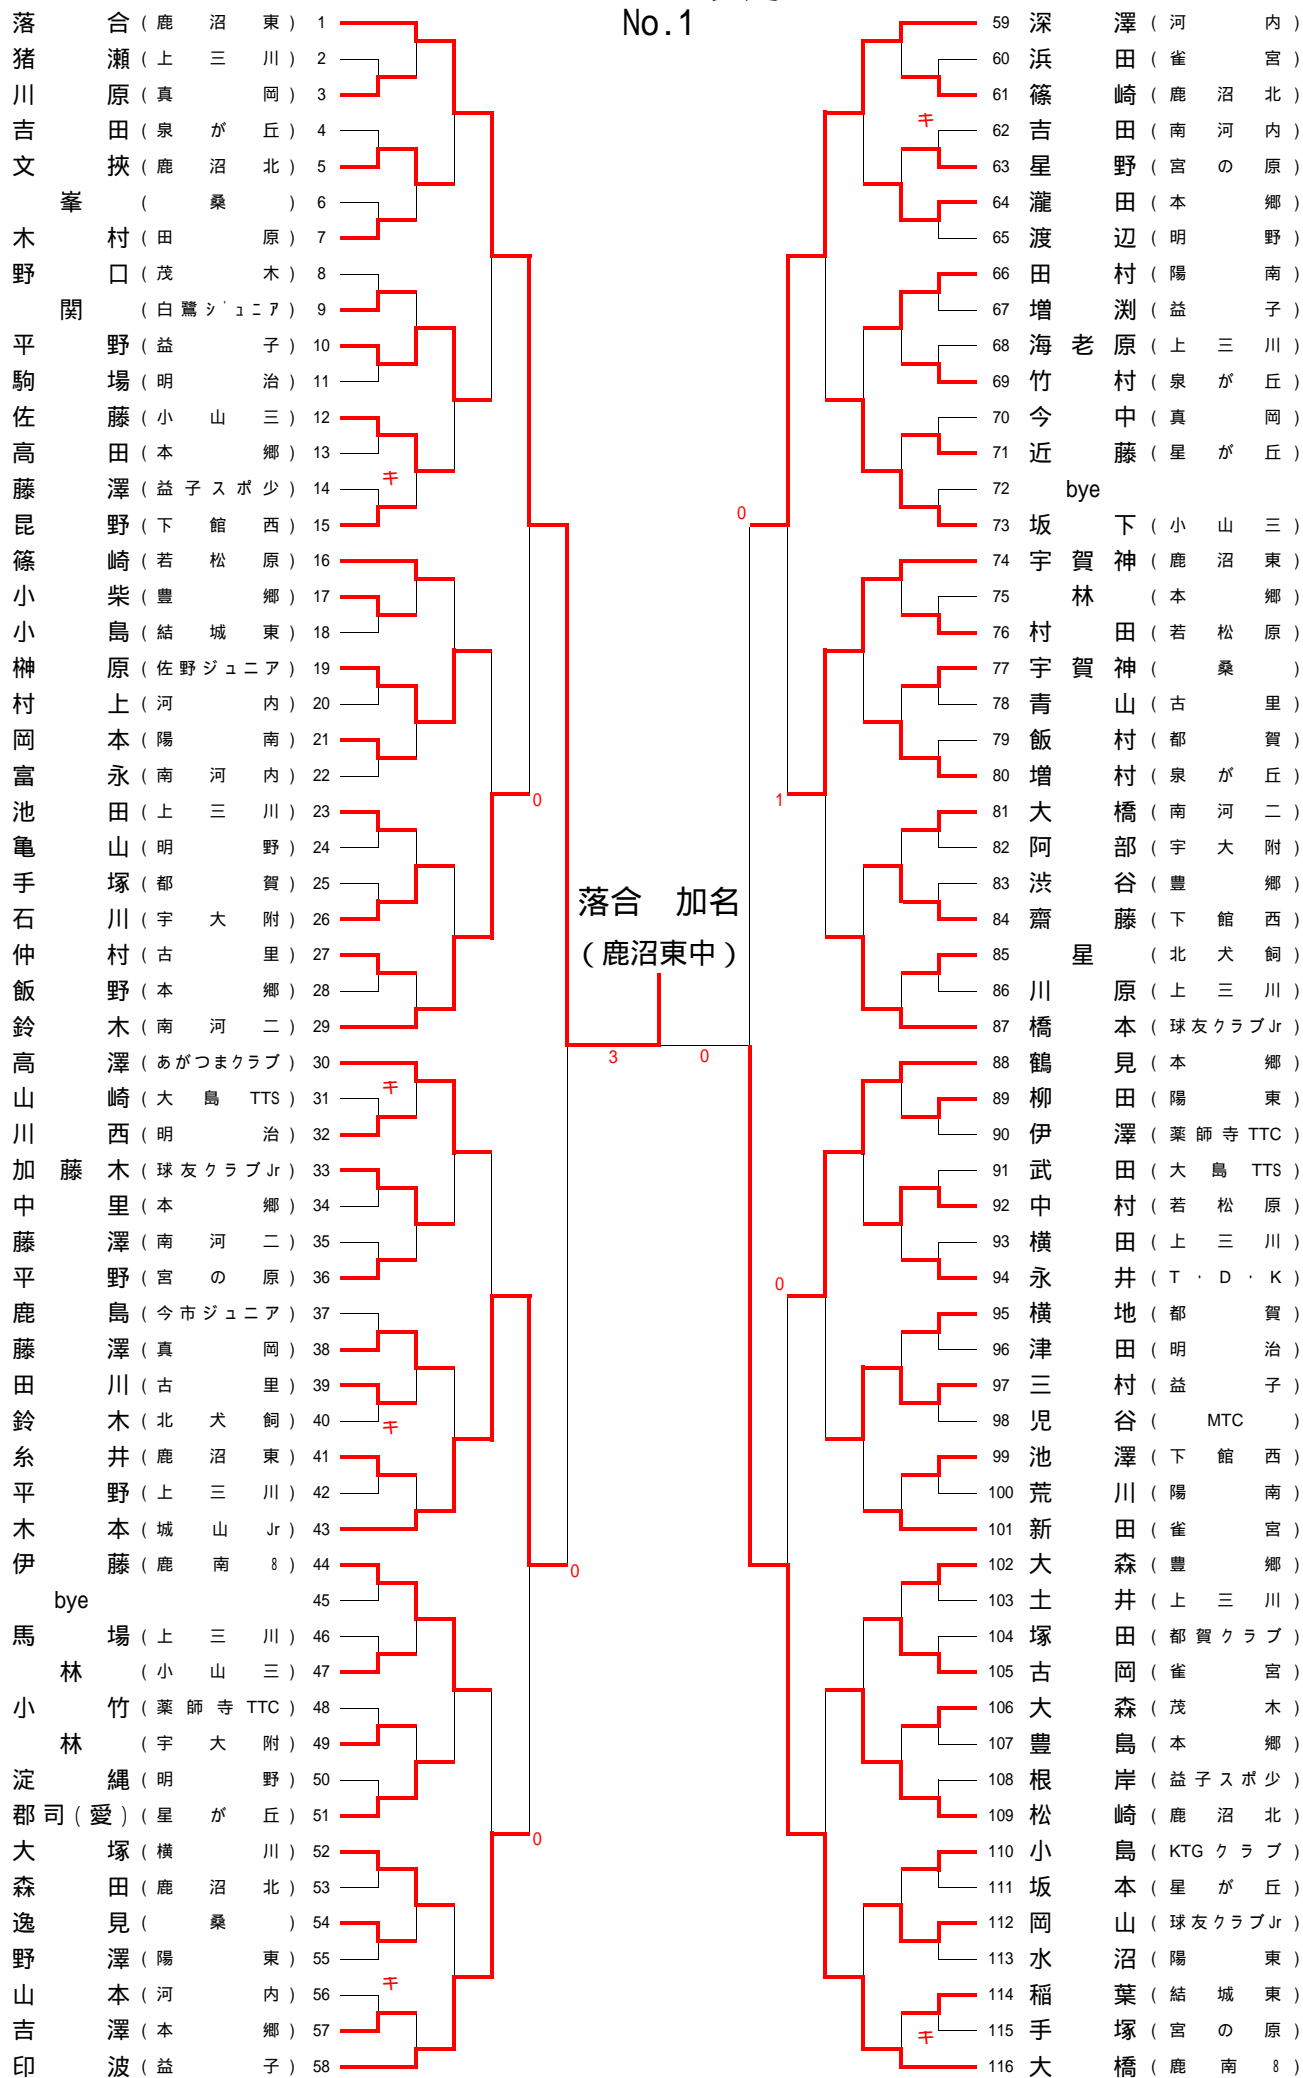 No.1
落合 (鹿沼東) 1
猪瀬 (上三川) 2
川原 (真岡) 3
吉田 (泉が丘) 4
文挾 (鹿沼北) 5
峯 (桑) 6
木村 (田原) 7
野口 (茂木) 8
関 (白鷺ジュニア) 9
平野 (益子) 10
駒場 (明治) 11
佐藤 (小山三) 12
高田 (本郷) 13
キ
藤澤 (益子スポ少) 14
昆野 (下館西) 15
篠崎 (若松原) 16
小柴 (豊郷) 17
小島 (結城東) 18
榊原 (佐野ジュニア) 19
村上 (河内) 20
岡本 (陽南) 21
富永 (南河内) 22
0
池田 (上三川) 23
亀山 (明野) 24
手塚 (都賀) 25
石川 (宇大附) 26
仲村 (古里) 27
飯野 (本郷) 28
鈴木 (南河二) 29
高澤 (あがつまクラブ) 30
キ
山崎 (大島TTS) 31
川西 (明治) 32
加藤木 (球友クラブJr) 33
中里 (本郷) 34
藤澤 (南河二) 35
平野 (宮の原) 36
鹿島 (今市ジュニア) 37
藤澤 (真岡) 38
田川 (古里) 39
鈴木 (北犬飼) 40
キ
糸井 (鹿沼東) 41
平野 (上三川) 42
木本 (城山Jr) 43
伊藤 (鹿南8) 44
0
bye 45
馬場 (上三川) 46
林 (小山三) 47
小竹 (薬師寺TTC) 48
林 (宇大附) 49
淀縄 (明野) 50
郡司(愛) (星が丘) 51
0
大塚 (横川) 52
森田 (鹿沼北) 53
逸見 (桑) 54
野澤 (陽東) 55
キ
山本 (河内) 56
吉澤 (本郷) 57
印波 (益子) 58
落合 加名
(鹿沼東中)
3 0
59 深澤 (河内)
60 浜田 (雀宮)
61 篠崎 (鹿沼北)
キ
62 吉田 (南河内)
63 星野 (宮の原)
64 瀧田 (本郷)
65 渡辺 (明野)
66 田村 (陽南)
67 増渕 (益子)
68 海老原 (上三川)
69 竹村 (泉が丘)
70 今中 (真岡)
71 近藤 (星が丘)
72 bye
0
73 坂下 (小山三)
74 宇賀神 (鹿沼東)
75 林 (本郷)
76 村田 (若松原)
77 宇賀神 (桑)
78 青山 (古里)
79 飯村 (都賀)
80 増村 (泉が丘)
1
81 大橋 (南河二)
82 阿部 (宇大附)
83 渋谷 (豊郷)
84 齋藤 (下館西)
85 星 (北犬飼)
86 川原 (上三川)
87 橋本 (球友クラブJr)
88 鶴見 (本郷)
89 柳田 (陽東)
90 伊澤 (薬師寺TTC)
91 武田 (大島TTS)
92 中村 (若松原)
93 横田 (上三川)
94 永井 (T・D・K)
0
95 横地 (都賀)
96 津田 (明治)
97 三村 (益子)
98 児谷 (MTC)
99 池澤 (下館西)
100 荒川 (陽南)
101 新田 (雀宮)
102 大森 (豊郷)
103 土井 (上三川)
104 塚田 (都賀クラブ)
105 古岡 (雀宮)
106 大森 (茂木)
107 豊島 (本郷)
108 根岸 (益子スポ少)
109 松崎 (鹿沼北)
110 小島 (KTGクラブ)
111 坂本 (星が丘)
112 岡山 (球友クラブJr)
113 水沼 (陽東)
114 稲葉 (結城東)
115 手塚 (宮の原)
キ
116 大橋 (鹿南8)